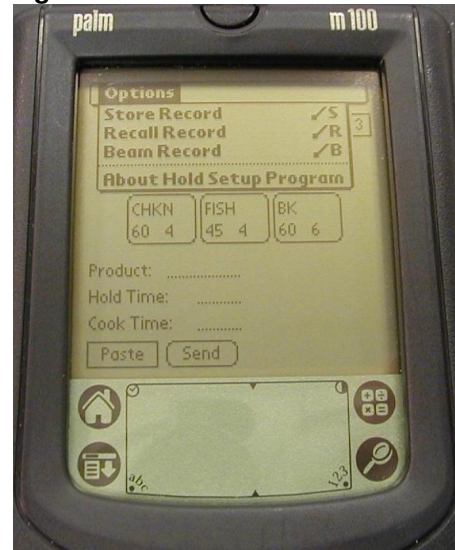 palm m100
Options
Store Record /S
Recall Record /R
Beam Record /B
3
About Hold Setup Program
CHKN FISH BK
60 4 45 4 60 6
Product:
Hold Time:
Cook Time:
Paste Send
abc 123